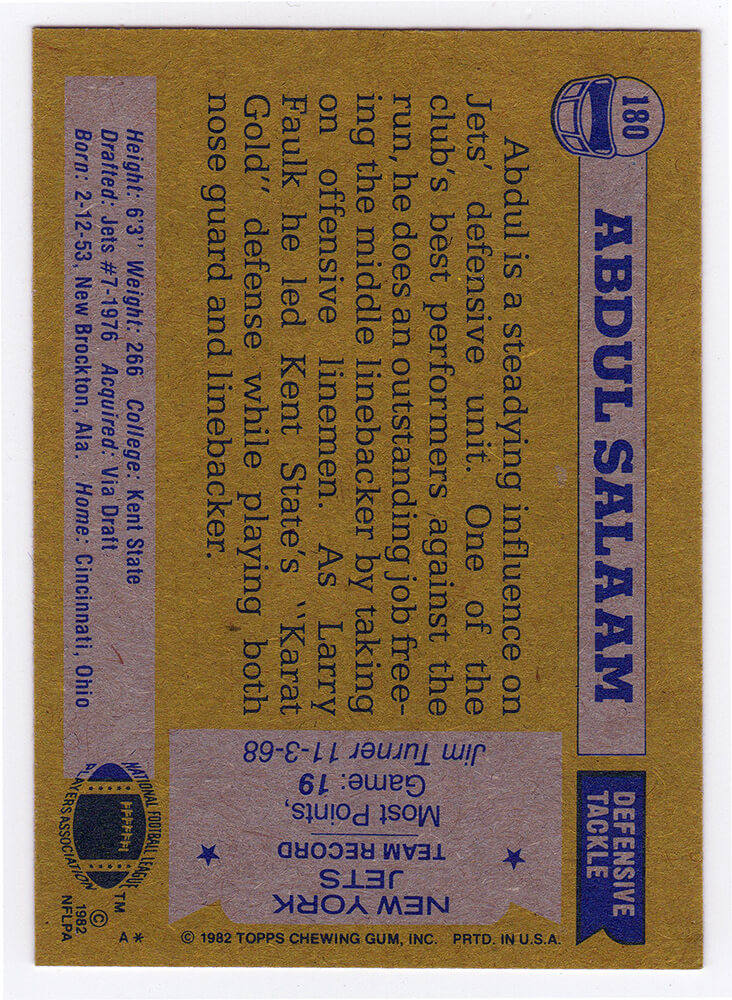 180
ABDUL SALAAM
DEFENSIVE
TACKLE
Abdul is a steadying influence on
Jets' defensive unit. One of the
club's best performers against the
run, he does an outstanding job free-
ing the middle linebacker by taking
on offensive linemen. As Larry
Faulk he led Kent State's "Karat
Gold" defense while playing both
nose guard and linebacker.
NEW YORK
JETS
TEAM RECORD
Most Points,
Game: 19
Jim Turner 11-3-68
Height: 6'3" Weight: 266 College: Kent State
Drafted: Jets #7-1976 Acquired: Via Draft
Born: 2-12-53, New Brockton, Ala. Home: Cincinnati, Ohio
NATIONAL FOOTBALL LEAGUE
PLAYERS ASSOCIATION
TM
© 1982
NFLPA
A*
© 1982 TOPPS CHEWING GUM, INC. PRTD. IN U.S.A.